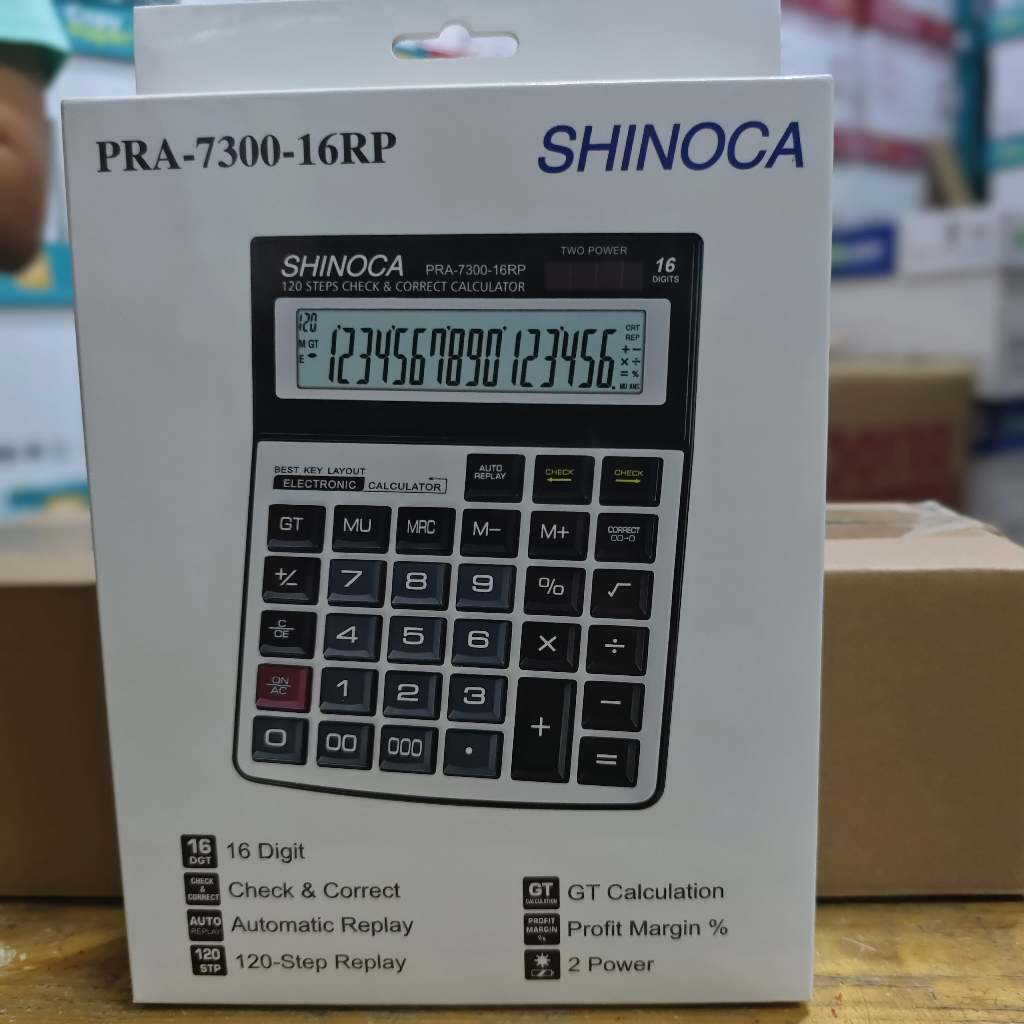 PRA-7300-16RP
SHINOCA
TWO POWER
SHINOCA PRA-7300-16RP
16 DIGITS
120 STEPS CHECK & CORRECT CALCULATOR
120
M GT
E -
1234567890123456.
CRT
REP
+ -
× ÷
= %
MU ANS
BEST KEY LAYOUT
ELECTRONIC CALCULATOR
AUTO REPLAY
CHECK
CHECK
GT MU MRC M- M+ CORRECT 00→0
+/- 7 8 9 % √
C/CE 4 5 6 × ÷
ON/AC 1 2 3 + -
0 00 000 . =
16 DGT 16 Digit
CHECK & CORRECT Check & Correct
AUTO REPLAY Automatic Replay
120 STP 120-Step Replay
GT CALCULATION GT Calculation
PROFIT MARGIN % Profit Margin %
2 Power